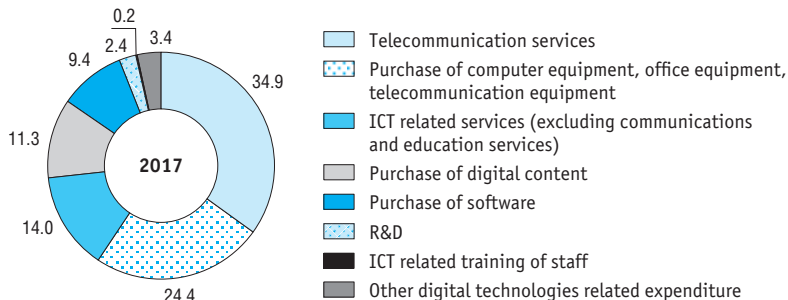 0.2
2.4
3.4
9.4
34.9
11.3
2017
14.0
24.4
Telecommunication services
Purchase of computer equipment, office equipment,
telecommunication equipment
ICT related services (excluding communications
and education services)
Purchase of digital content
Purchase of software
R&D
ICT related training of staff
Other digital technologies related expenditure